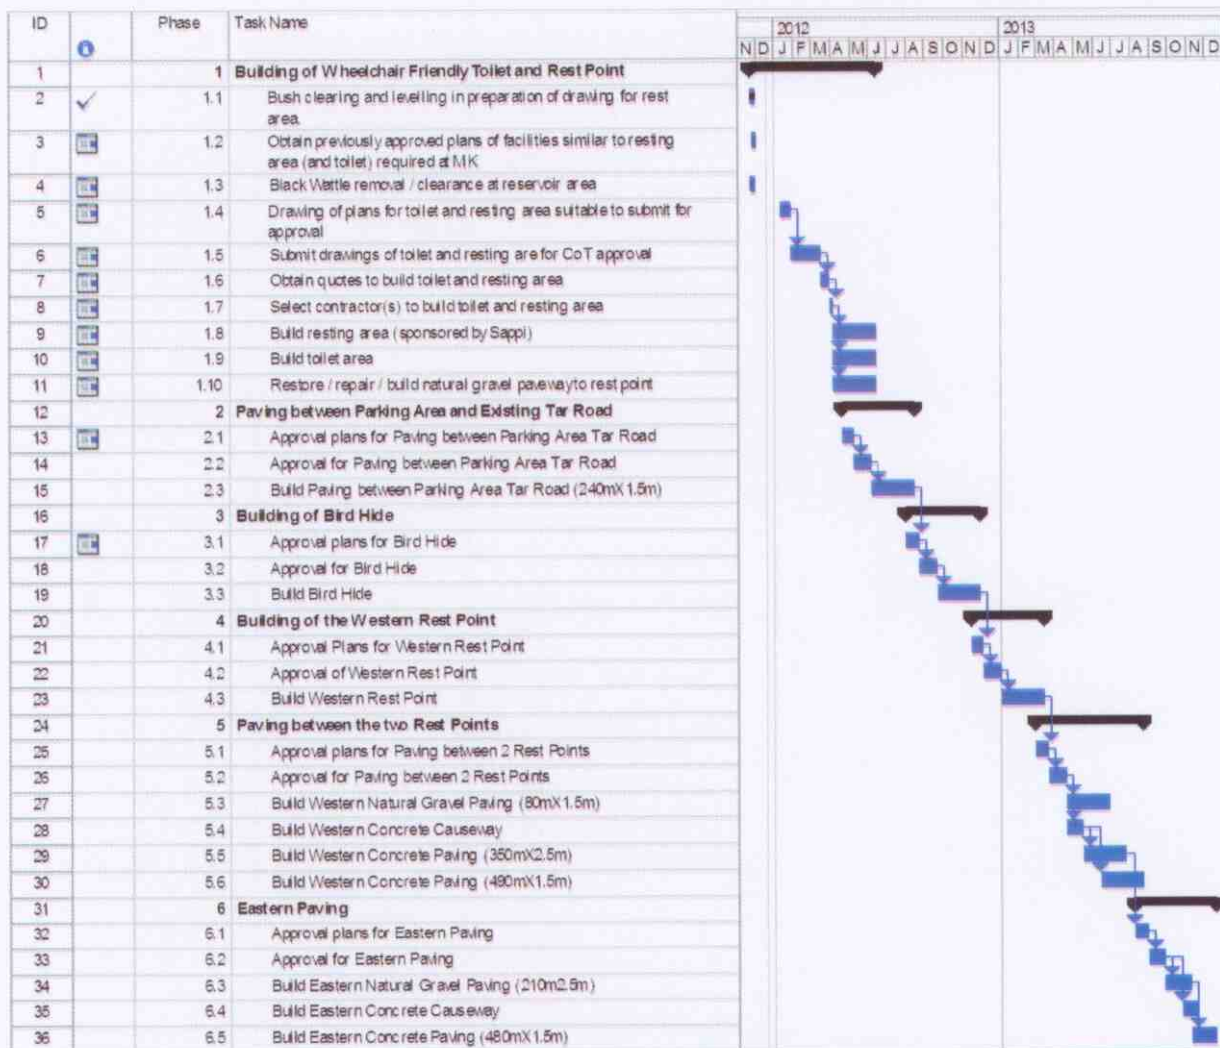 ID Phase Task Name 2012 2013
N D J F M A M J J A S O N D J F M A M J J A S O N D
1 1 Building of Wheelchair Friendly Toilet and Rest Point
2 1.1 Bush clearing and levelling in preparation of drawing for rest
area.
3 1.2 Obtain previously approved plans of facilities similar to resting
area (and toilet) required at MK
4 1.3 Black Wattle removal / clearance at reservoir area
5 1.4 Drawing of plans for toilet and resting area suitable to submit for
approval
6 1.5 Submit drawings of toilet and resting are for CoT approval
7 1.6 Obtain quotes to build toilet and resting area
8 1.7 Select contractor(s) to build toilet and resting area
9 1.8 Build resting area (sponsored by Sappi)
10 1.9 Build toilet area
11 1.10 Restore / repair / build natural gravel paveway to rest point
12 2 Paving between Parking Area and Existing Tar Road
13 2.1 Approval plans for Paving between Parking Area Tar Road
14 2.2 Approval for Paving between Parking Area Tar Road
15 2.3 Build Paving between Parking Area Tar Road (240mX1.5m)
16 3 Building of Bird Hide
17 3.1 Approval plans for Bird Hide
18 3.2 Approval for Bird Hide
19 3.3 Build Bird Hide
20 4 Building of the Western Rest Point
21 4.1 Approval Plans for Western Rest Point
22 4.2 Approval of Western Rest Point
23 4.3 Build Western Rest Point
24 5 Paving between the two Rest Points
25 5.1 Approval plans for Paving between 2 Rest Points
26 5.2 Approval for Paving between 2 Rest Points
27 5.3 Build Western Natural Gravel Paving (80mX1.5m)
28 5.4 Build Western Concrete Causeway
29 5.5 Build Western Concrete Paving (350mX2.5m)
30 5.6 Build Western Concrete Paving (490mX1.5m)
31 6 Eastern Paving
32 6.1 Approval plans for Eastern Paving
33 6.2 Approval for Eastern Paving
34 6.3 Build Eastern Natural Gravel Paving (210m2.5m)
35 6.4 Build Eastern Concrete Causeway
36 6.5 Build Eastern Concrete Paving (480mX1.5m)